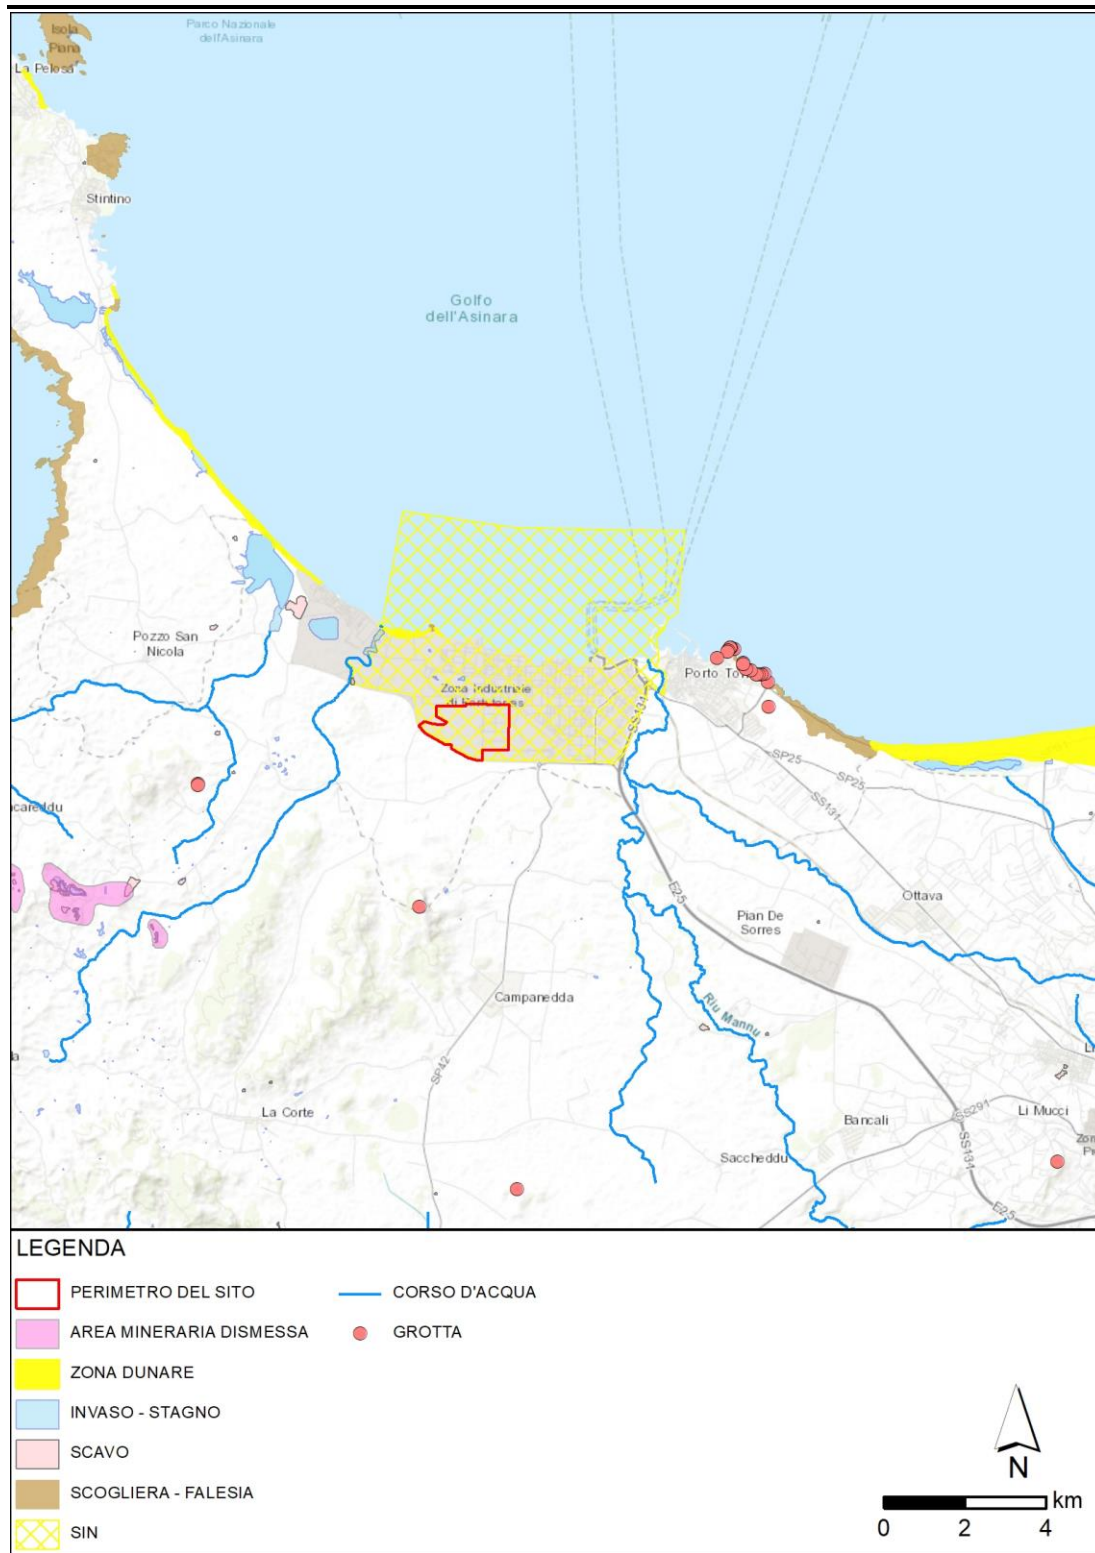 Parco Nazionale
dell'Asinara
Isola
Piana
La Pelosa
Stintino
Golfo
dell'Asinara
Pozzo San
Nicola
Zona Industriale
Porto
SS131
SP25
SP25
SS131
E25
Ottava
Pian De
Sorres
Campanedda
Riu Mannu
SP42
La Corte
Bancali
SS291
Li Mucci
Saccheddu
SS131
E25
LEGENDA
PERIMETRO DEL SITO
CORSO D'ACQUA
AREA MINERARIA DISMESSA
GROTTA
ZONA DUNARE
INVASO - STAGNO
SCAVO
SCOGLIERA - FALESIA
SIN
N
km
0 2 4